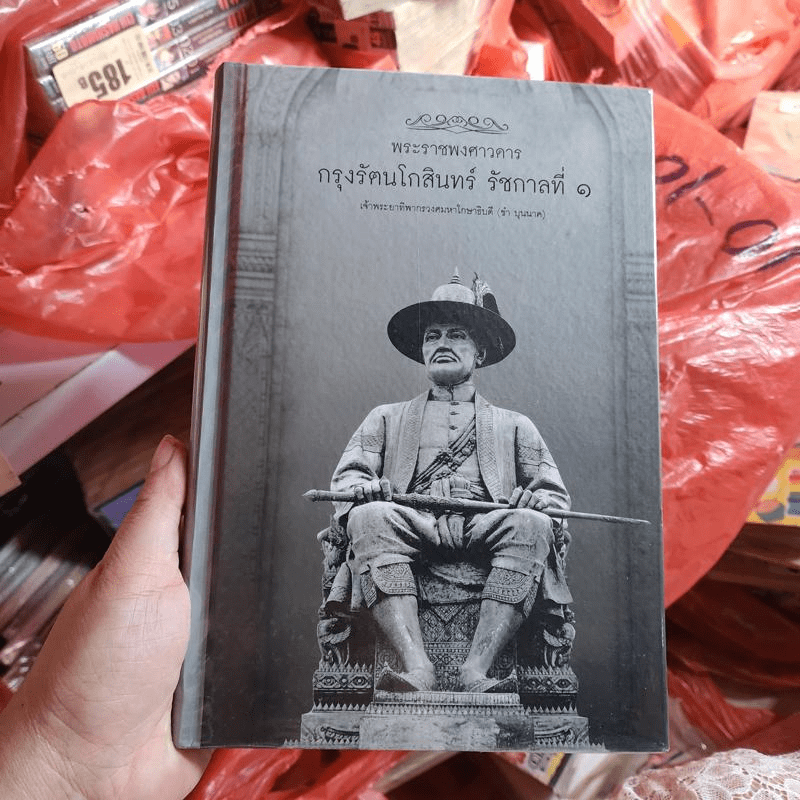 พระราชพงศาวดาร
กรุงรัตนโกสินทร์ รัชกาลที่ ๑
เจ้าพระยาทิพากรวงศมหาโกษาธิบดี (ขำ บุนนาค)
185฿
10-10